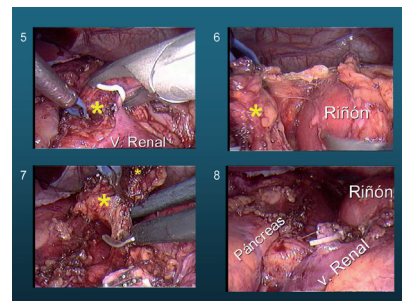 5
*
V. Renal
6
*
Riñón
7
*
*
8
Riñón
Páncreas
v. Renal